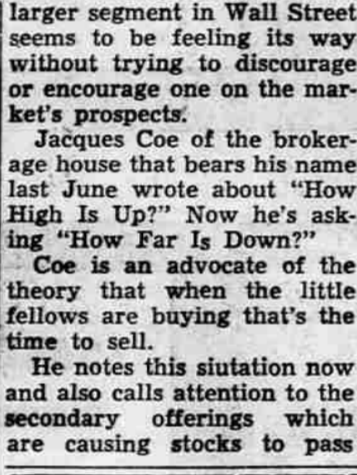 larger segment in Wall Street
seems to be feeling its way
without trying to discourage
or encourage one on the mar-
ket's prospects.
Jacques Coe of the broker-
age house that bears his name
last June wrote about "How
High Is Up?" Now he's ask-
ing "How Far Is Down?"
Coe is an advocate of the
theory that when the little
fellows are buying that's the
time to sell.
He notes this siutation now
and also calls attention to the
secondary offerings which
are causing stocks to pass